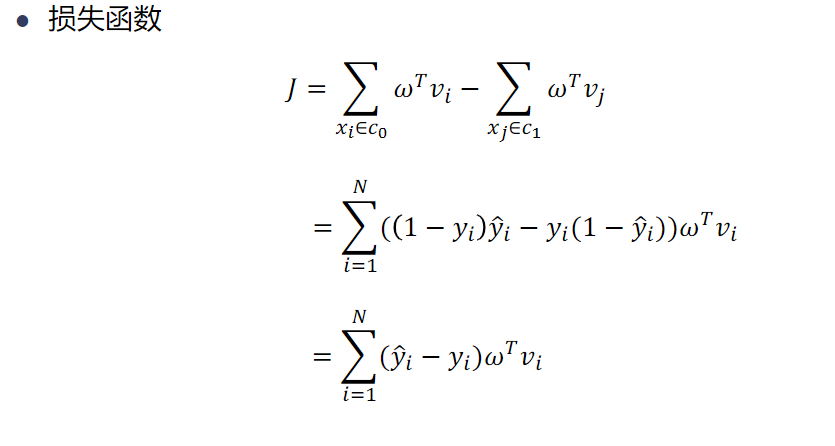 ● 损失函数
J = ∑_{x_i∈c_0} ω^T v_i − ∑_{x_j∈c_1} ω^T v_j
= ∑_{i=1}^{N} ((1 − y_i)ŷ_i − y_i(1 − ŷ_i))ω^T v_i
= ∑_{i=1}^{N} (ŷ_i − y_i)ω^T v_i